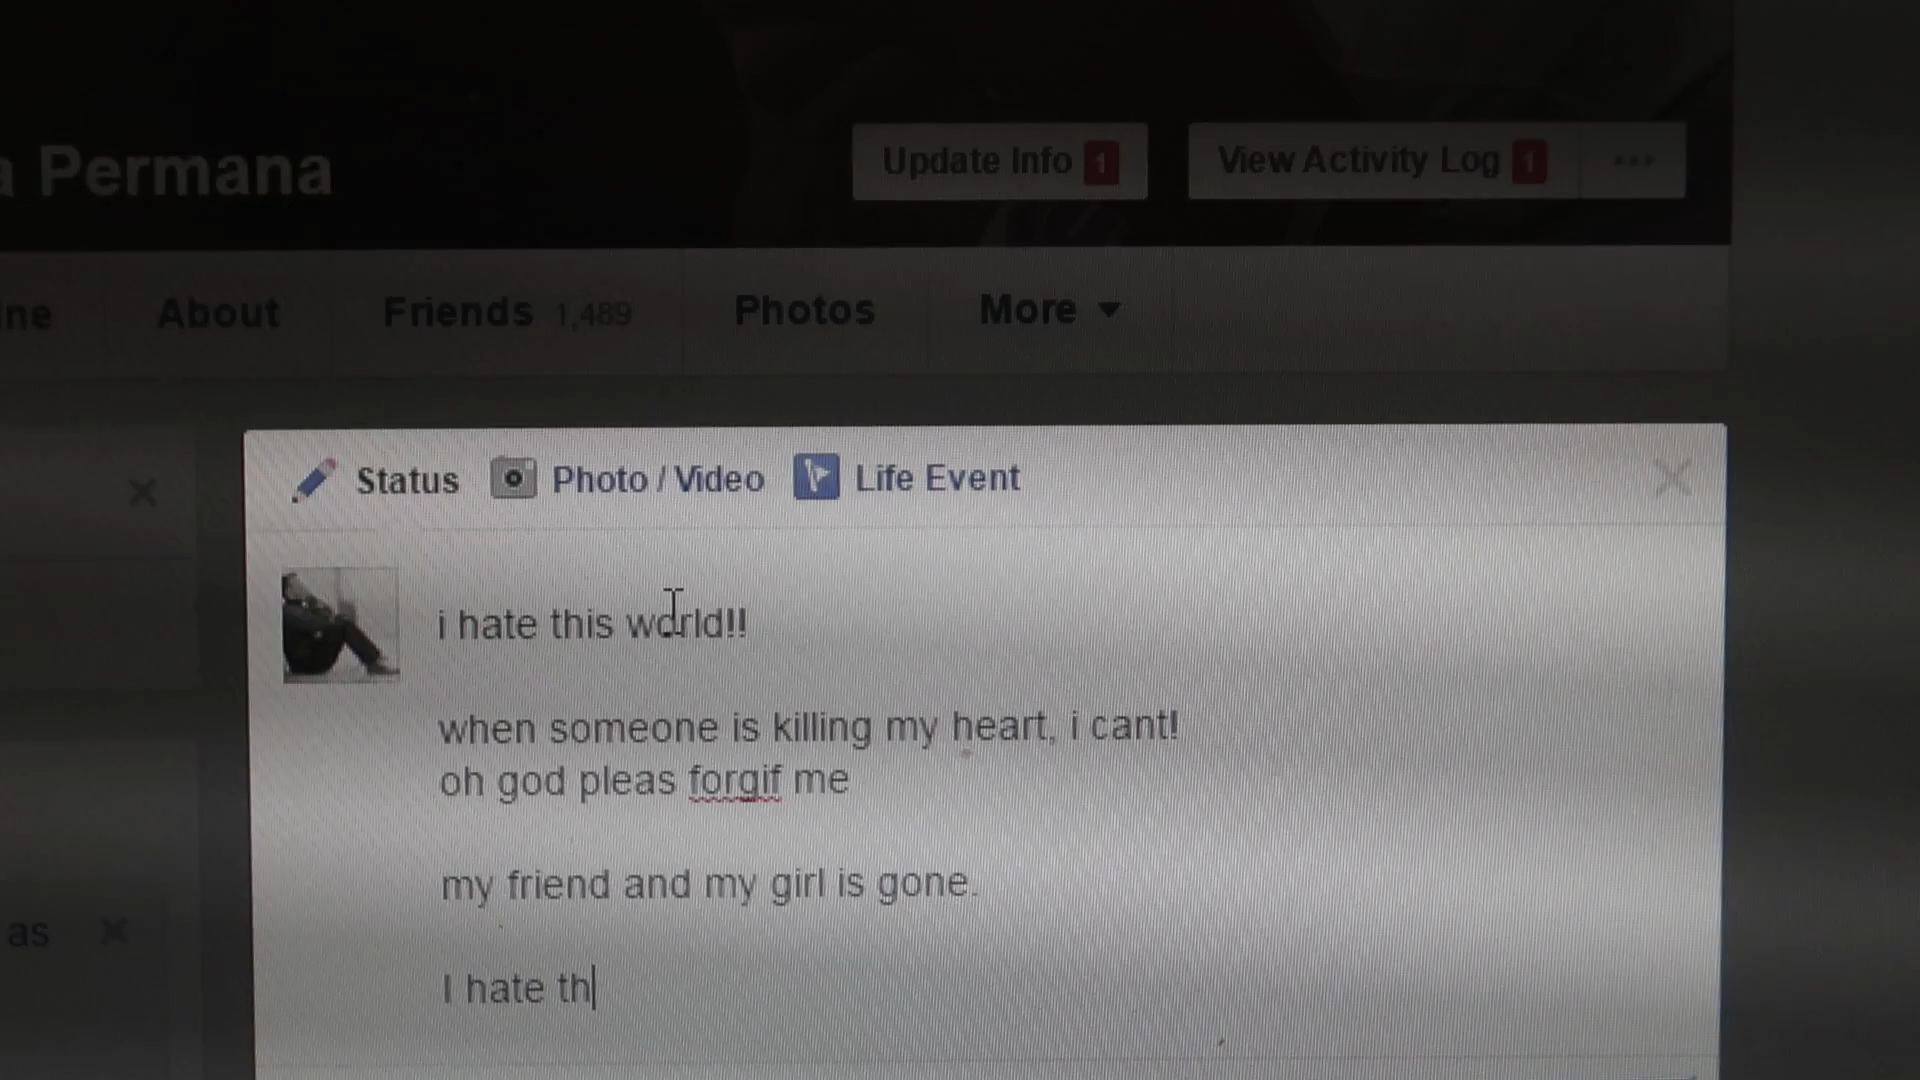 Permana
Update Info 1
View Activity Log 1 ...
About
Friends 1,489
Photos
More
Status
Photo / Video
Life Event
i hate this world!!
when someone is killing my heart, i cant!
oh god pleas forgif me
my friend and my girl is gone.
as
I hate th